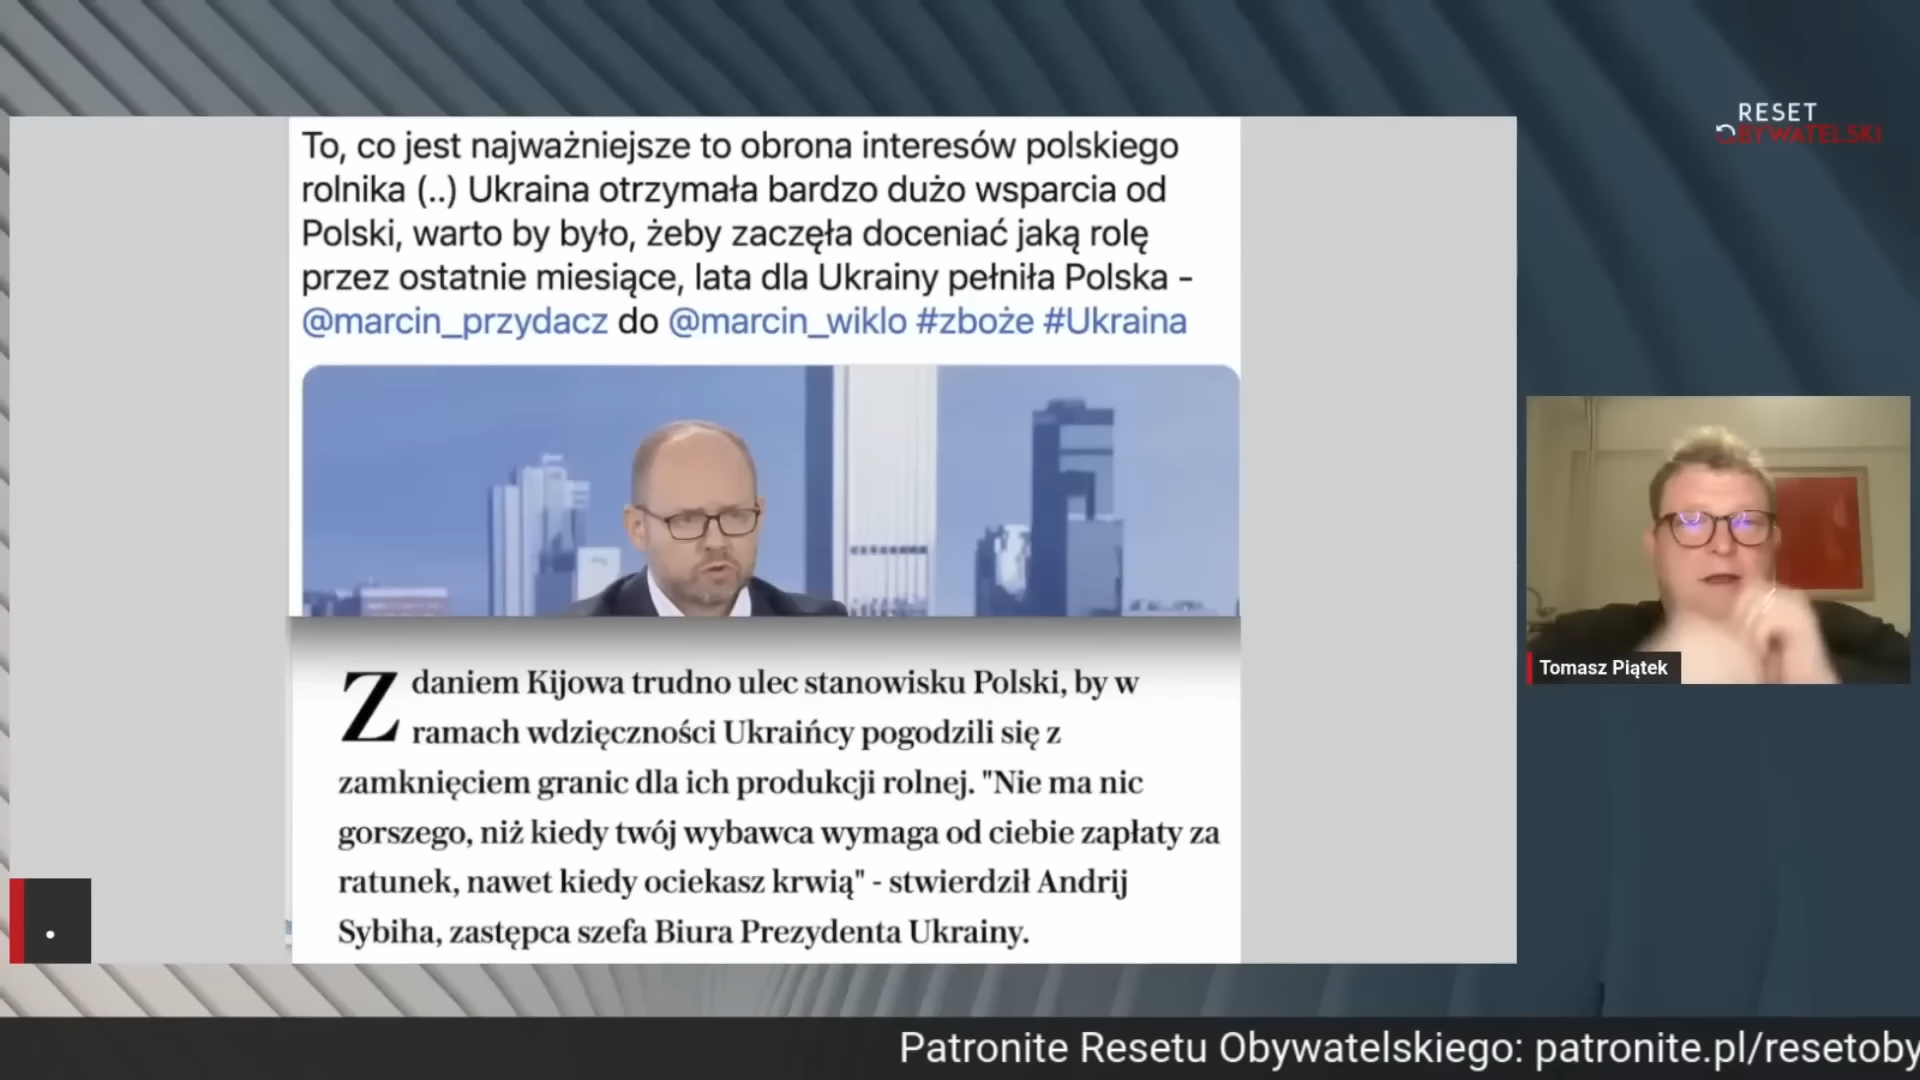 To, co jest najważniejsze to obrona interesów polskiego
rolnika (..) Ukraina otrzymała bardzo dużo wsparcia od
Polski, warto by było, żeby zaczęła doceniać jaką rolę
przez ostatnie miesiące, lata dla Ukrainy pełniła Polska -
@marcin_przydacz do @marcin_wiklo #zboże #Ukraina
Zdaniem Kijowa trudno ulec stanowisku Polski, by w
ramach wdzięczności Ukraińcy pogodzili się z
zamknięciem granic dla ich produkcji rolnej. "Nie ma nic
gorszego, niż kiedy twój wybawca wymaga od ciebie zapłaty za
ratunek, nawet kiedy ociekasz krwią" - stwierdził Andrij
Sybiha, zastępca szefa Biura Prezydenta Ukrainy.
RESET
OBYWATELSKI
Tomasz Piątek
.
Patronite Resetu Obywatelskiego: patronite.pl/resetoby